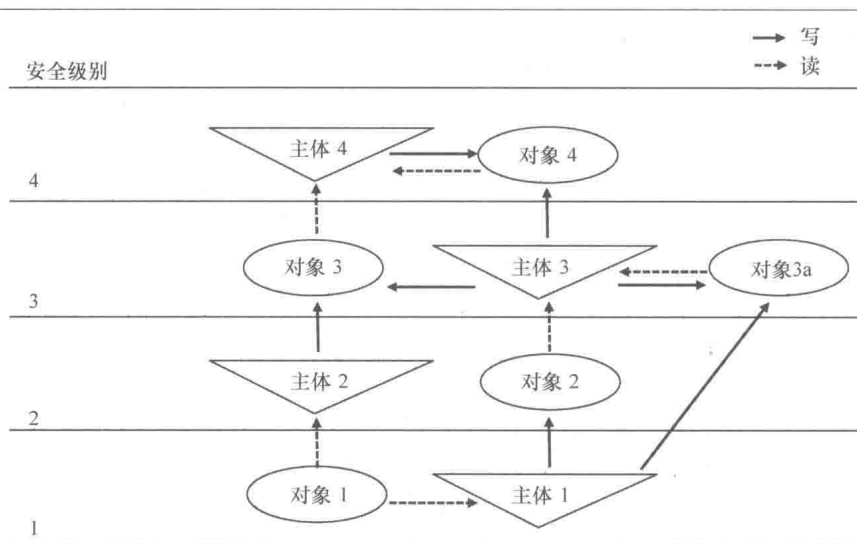 写
读
安全级别
主体 4
对象 4
4
对象 3
主体 3
对象3a
3
主体 2
对象 2
2
对象 1
主体 1
1